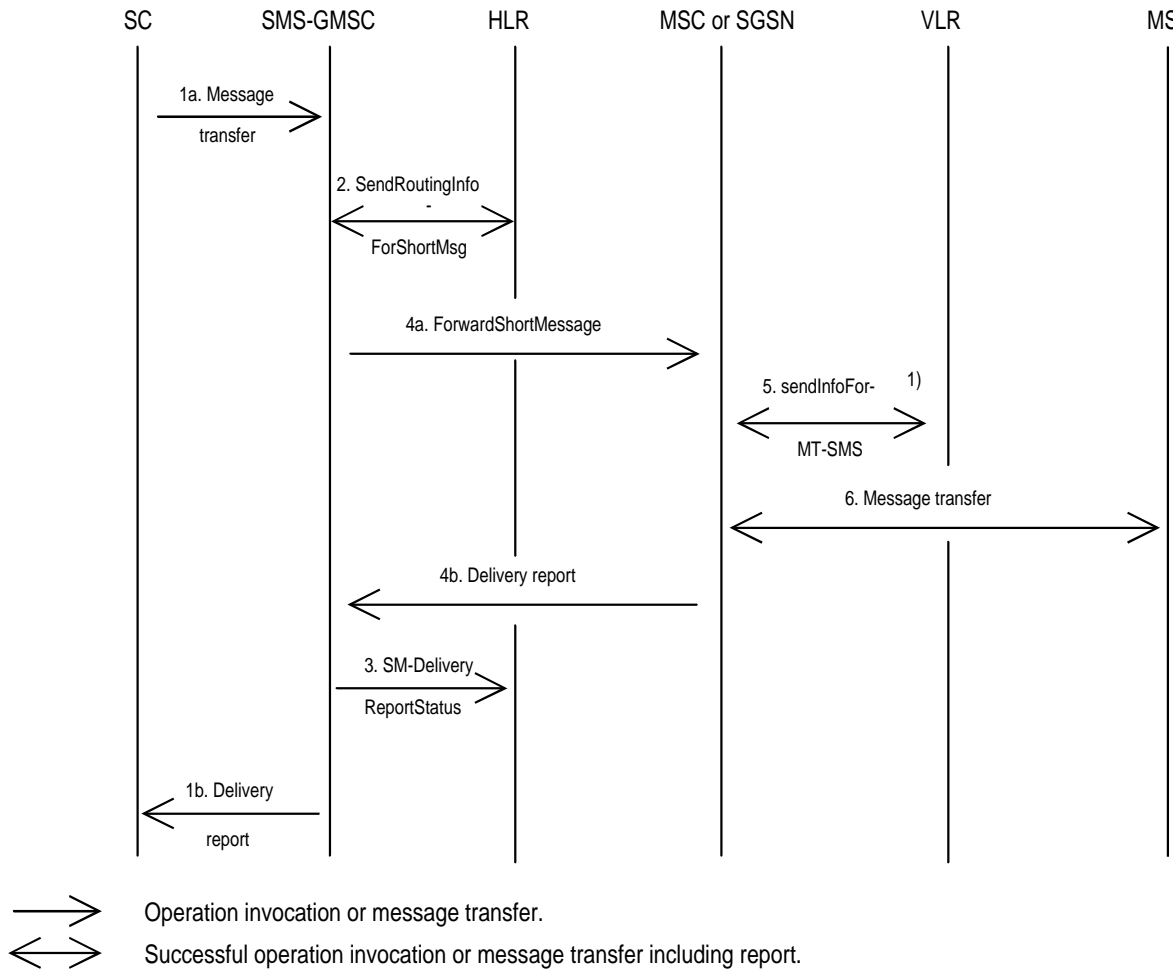 SC SMS-GMSC HLR MSC or SGSN VLR MS
1a. Message
transfer
2. SendRoutingInfo
-
ForShortMsg
4a. ForwardShortMessage
5. sendInfoFor- 1)
MT-SMS
6. Message transfer
4b. Delivery report
3. SM-Delivery
ReportStatus
1b. Delivery
report
Operation invocation or message transfer.
Successful operation invocation or message transfer including report.